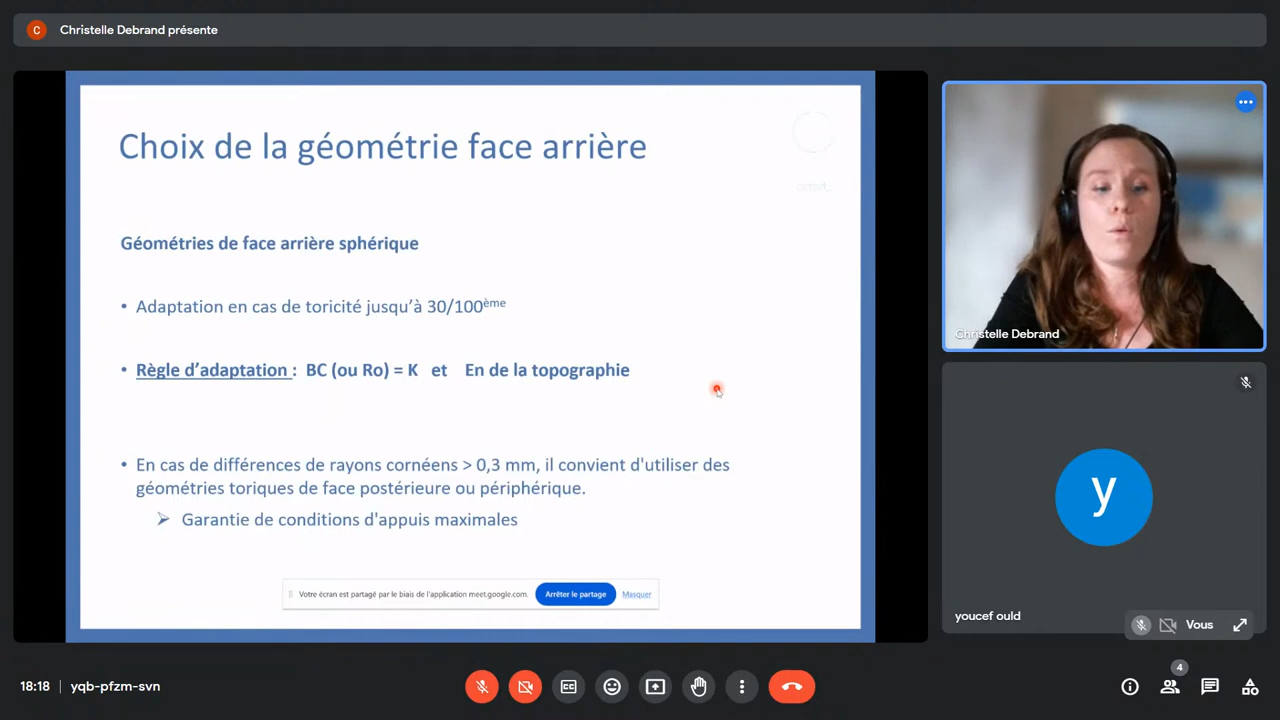 C Christelle Debrand présente
Choix de la géométrie face arrière
Géométries de face arrière sphérique
• Adaptation en cas de toricité jusqu'à 30/100ème
• Règle d'adaptation : BC (ou Ro) = K et En de la topographie
• En cas de différences de rayons cornéens > 0,3 mm, il convient d'utiliser des
géométries toriques de face postérieure ou périphérique.
➢ Garantie de conditions d'appuis maximales
Votre écran est partagé par le biais de l'application meet.google.com. Arrêter le partage Masquer
Christelle Debrand
y
youcef ould
Vous
18:18 | yqb-pfzm-svn
4